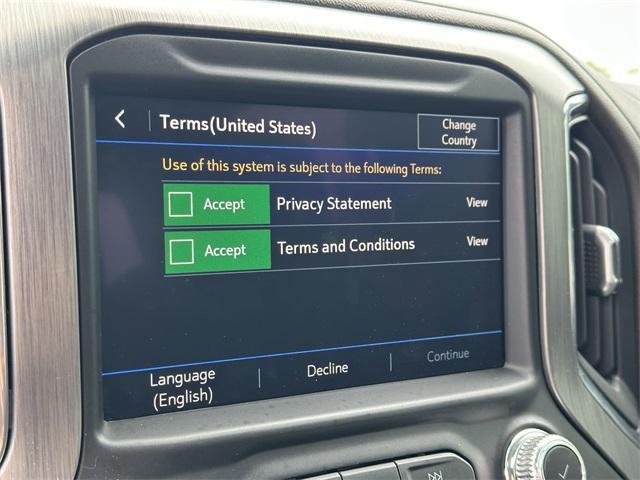 Terms(United States)
Change
Country
Use of this system is subject to the following Terms:
Accept Privacy Statement View
Accept Terms and Conditions View
Language
(English)
Decline
Continue